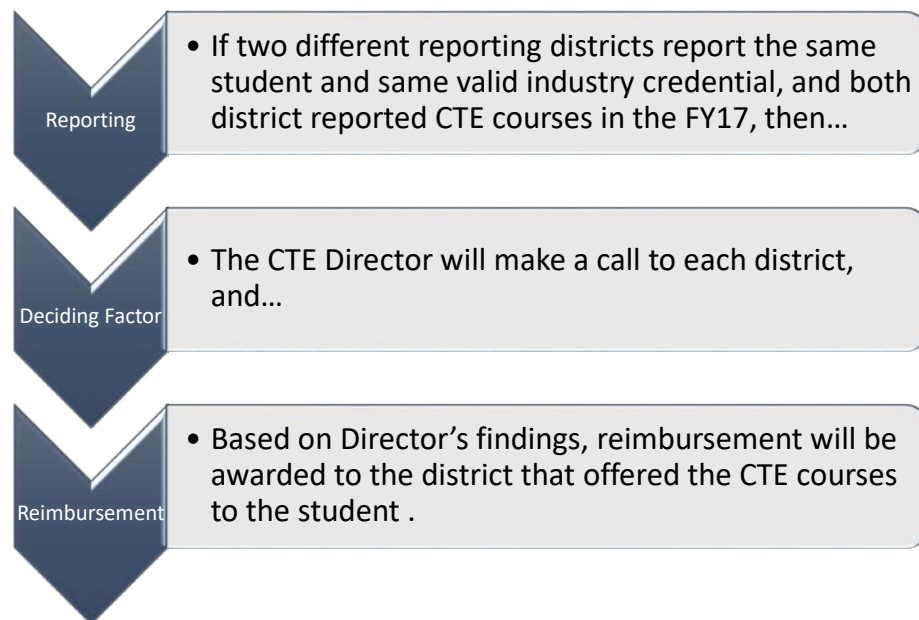 Reporting
• If two different reporting districts report the same
student and same valid industry credential, and both
district reported CTE courses in the FY17, then…
Deciding Factor
• The CTE Director will make a call to each district,
and…
Reimbursement
• Based on Director’s findings, reimbursement will be
awarded to the district that offered the CTE courses
to the student .